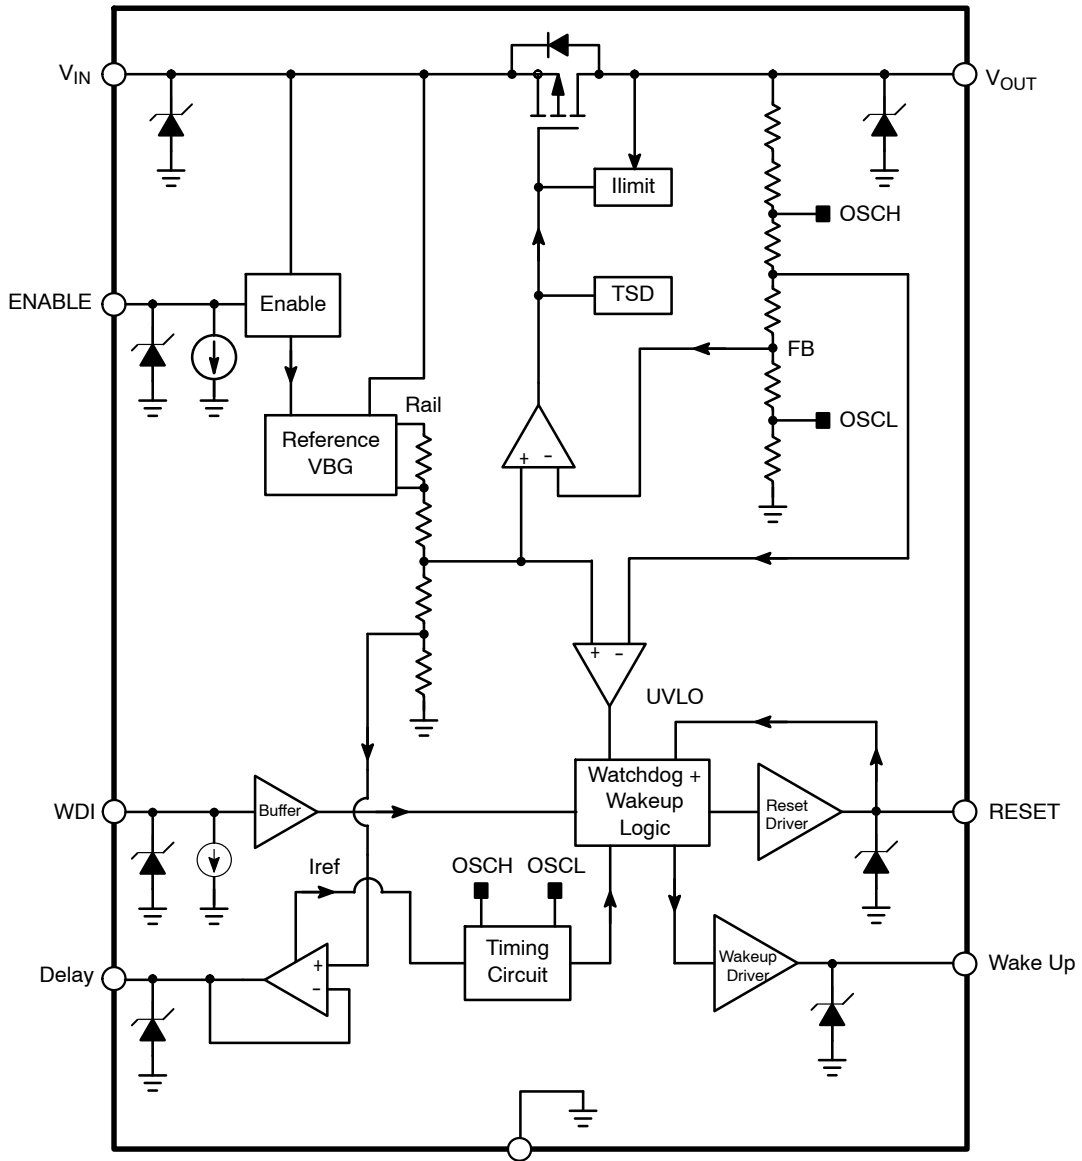 VIN
VOUT
Ilimit
OSCH
ENABLE
Enable
TSD
FB
Rail
OSCL
Reference
VBG
+ −
+ −
UVLO
Watchdog +
Wakeup
Logic
WDI
Buffer
Reset
Driver
RESET
Iref
OSCH OSCL
Timing
Circuit
Delay
+
−
Wakeup
Driver
Wake Up